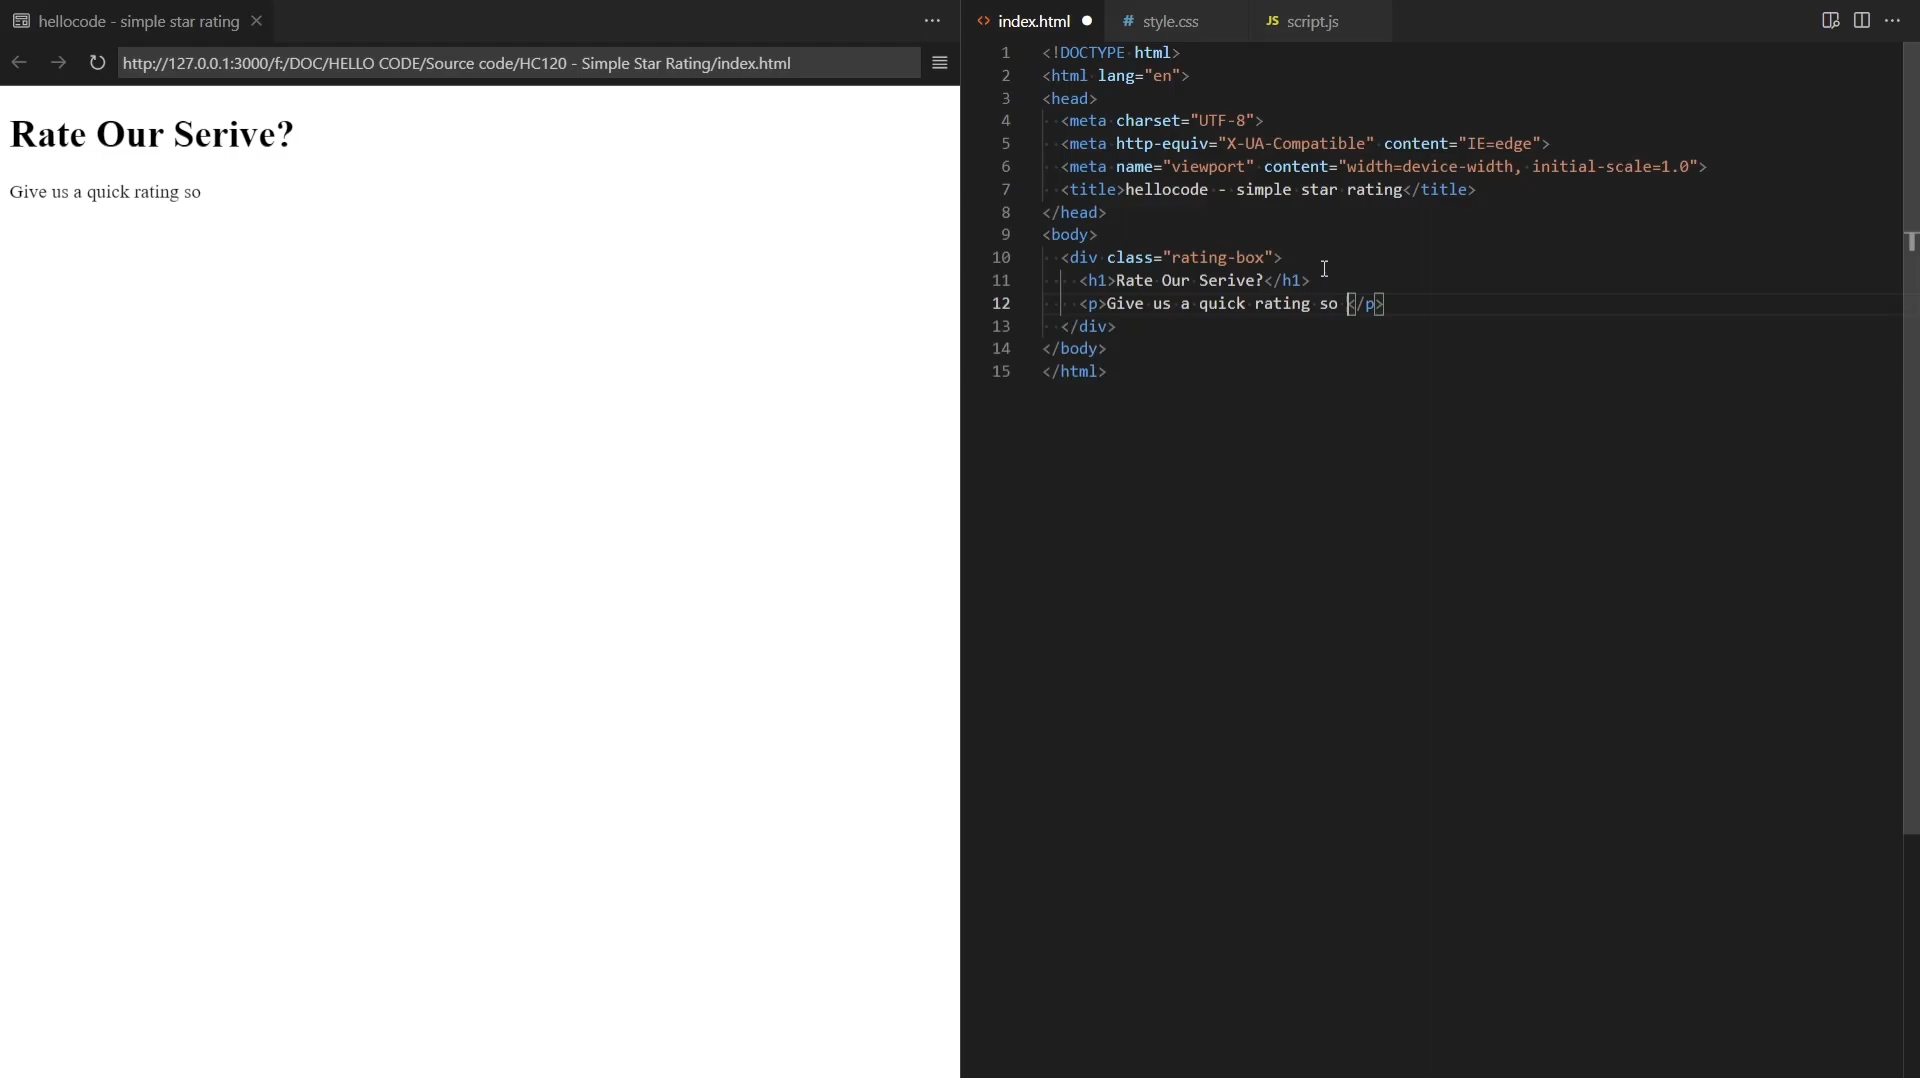 hellocode - simple star rating
http://127.0.0.1:3000/f:/DOC/HELLO CODE/Source code/HC120 - Simple Star Rating/index.html
Rate Our Serive?
Give us a quick rating so
<> index.html
# style.css
JS script.js
1 <!DOCTYPE html>
2 <html lang="en">
3 <head>
4 <meta charset="UTF-8">
5 <meta http-equiv="X-UA-Compatible" content="IE=edge">
6 <meta name="viewport" content="width=device-width, initial-scale=1.0">
7 <title>hellocode - simple star rating</title>
8 </head>
9 <body>
10 <div class="rating-box">
11 <h1>Rate Our Serive?</h1>
12 <p>Give us a quick rating so </p>
13 </div>
14 </body>
15 </html>